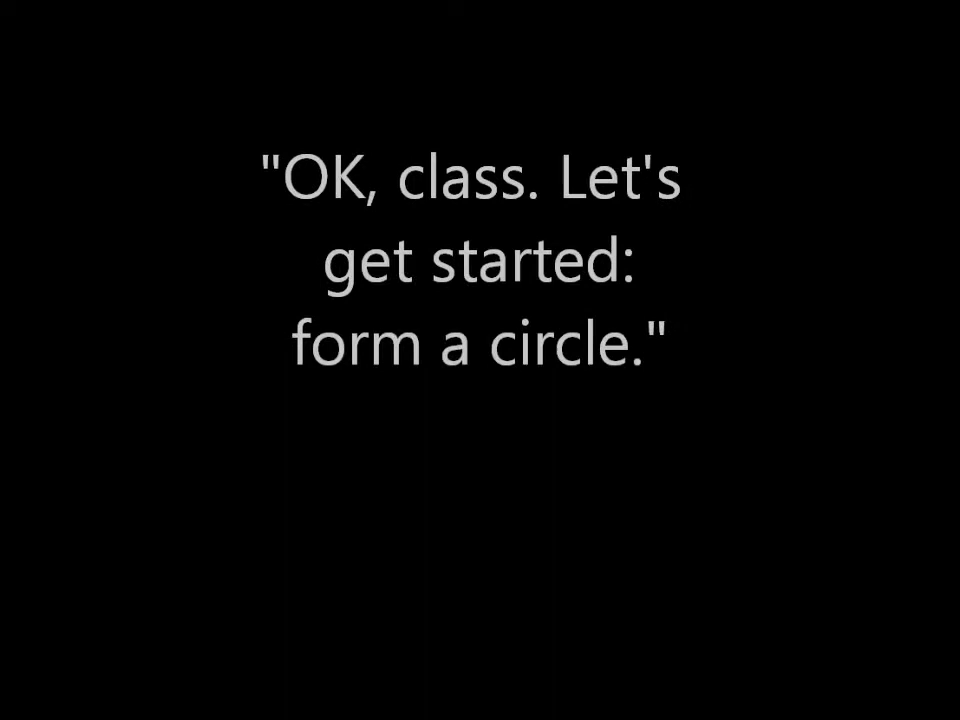 "OK, class. Let's
get started:
form a circle."